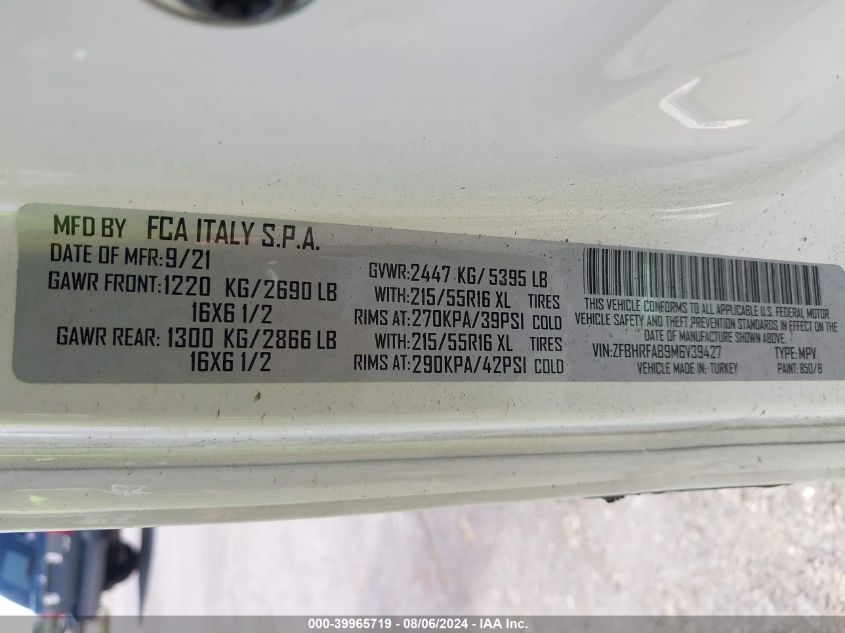 MFD BY FCA ITALY S.P.A.
DATE OF MFR:9/21
GAWR FRONT:1220 KG/2690 LB
16X6 1/2
GAWR REAR: 1300 KG/2866 LB
16X6 1/2
GVWR:2447 KG/5395 LB
WITH:215/55R16 XL TIRES
RIMS AT:270KPA/39PSI COLD
WITH:215/55R16 XL TIRES
RIMS AT:290KPA/42PSI COLD
THIS VEHICLE CONFORMS TO ALL APPLICABLE U.S. FEDERAL MOTOR
VEHICLE SAFETY AND THEFT PREVENTION STANDARDS IN EFFECT ON THE
DATE OF MANUFACTURE SHOWN ABOVE.
VIN:ZFBHRFAB9M6V39427 TYPE:MPV
VEHICLE MADE IN: TURKEY PAINT: 850/8
000-39965719 - 08/06/2024 - IAA Inc.